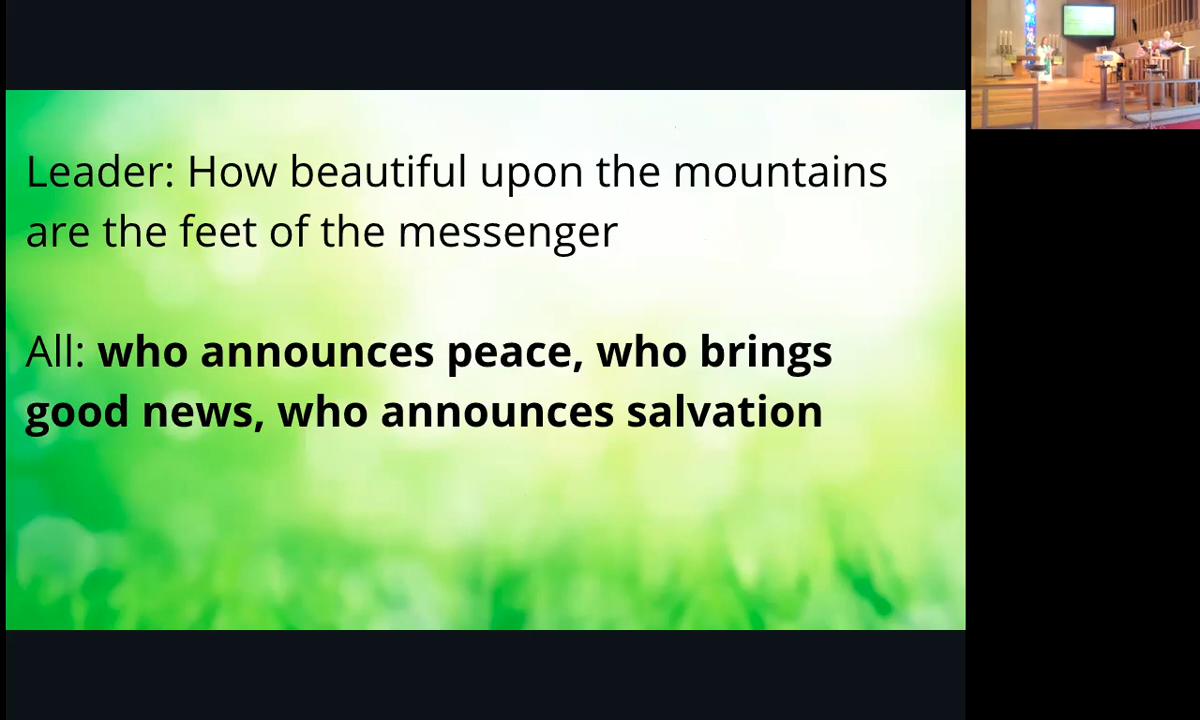 Leader: How beautiful upon the mountains
are the feet of the messenger
All: who announces peace, who brings
good news, who announces salvation